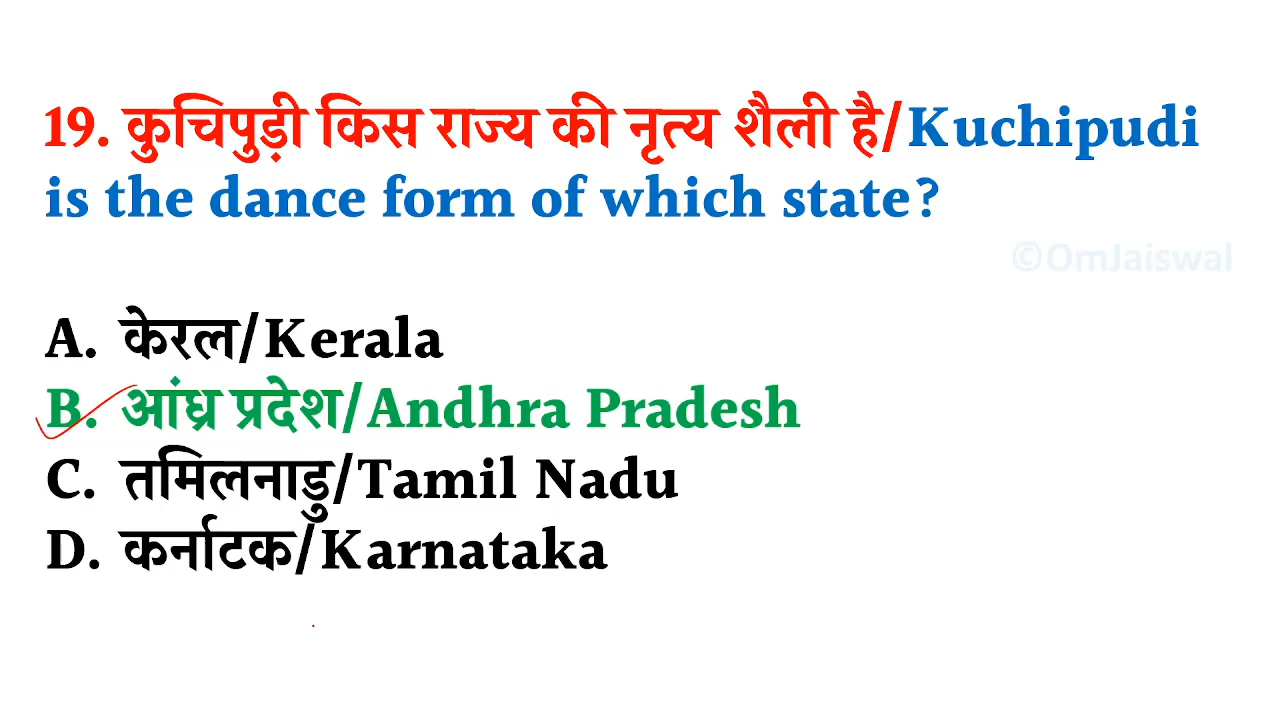 19. कुचिपुड़ी किस राज्य की नृत्य शैली है/Kuchipudi
is the dance form of which state?
©OmJaiswal
A. केरल/Kerala
B. आंध्र प्रदेश/Andhra Pradesh
C. तमिलनाडु/Tamil Nadu
D. कर्नाटक/Karnataka